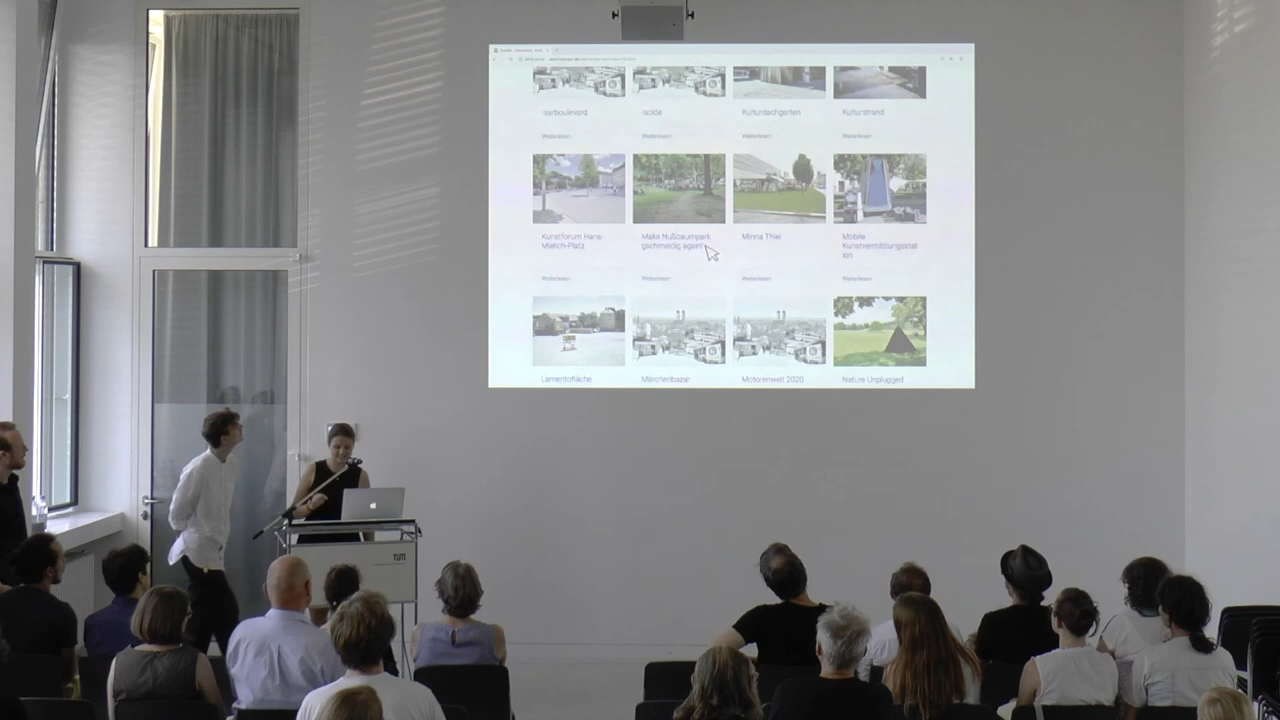 Isarboulevard
Isolde
Kulturdachgarten
Kulturstrand
Weiterlesen
Weiterlesen
Weiterlesen
Weiterlesen
Kunstforum Hans-
Mielich-Platz
Make Nußbaumpark
gschmeidig again!
Minna Thiel
Mobile
Kunstvermittlungsstat
ion
Weiterlesen
Weiterlesen
Weiterlesen
Weiterlesen
Lamentofläche
Märchenbazar
Motorenwelt 2020
Nature Unplugged
TUM